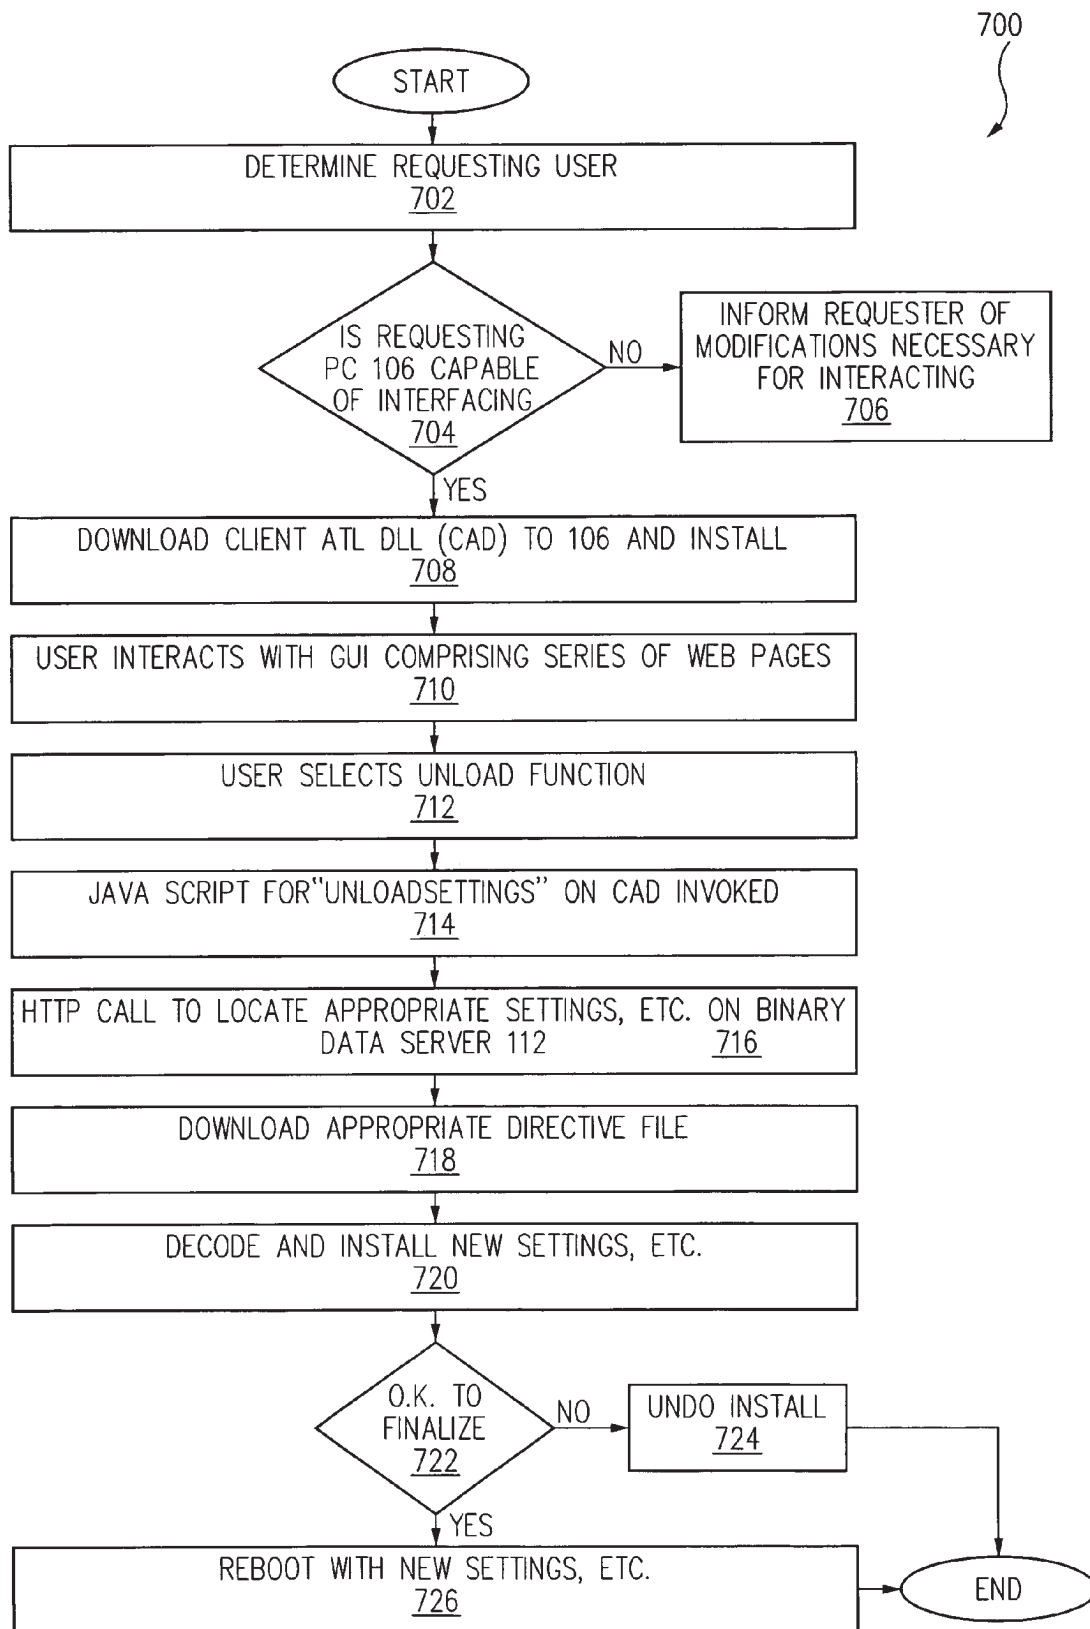 700
START
DETERMINE REQUESTING USER
702
IS REQUESTING
PC 106 CAPABLE
OF INTERFACING
704
NO
INFORM REQUESTER OF
MODIFICATIONS NECESSARY
FOR INTERACTING
706
YES
DOWNLOAD CLIENT ATL DLL (CAD) TO 106 AND INSTALL
708
USER INTERACTS WITH GUI COMPRISING SERIES OF WEB PAGES
710
USER SELECTS UNLOAD FUNCTION
712
JAVA SCRIPT FOR"UNLOADSETTINGS" ON CAD INVOKED
714
HTTP CALL TO LOCATE APPROPRIATE SETTINGS, ETC. ON BINARY
DATA SERVER 112 716
DOWNLOAD APPROPRIATE DIRECTIVE FILE
718
DECODE AND INSTALL NEW SETTINGS, ETC.
720
O.K. TO
FINALIZE
722
NO
UNDO INSTALL
724
YES
REBOOT WITH NEW SETTINGS, ETC.
726
END